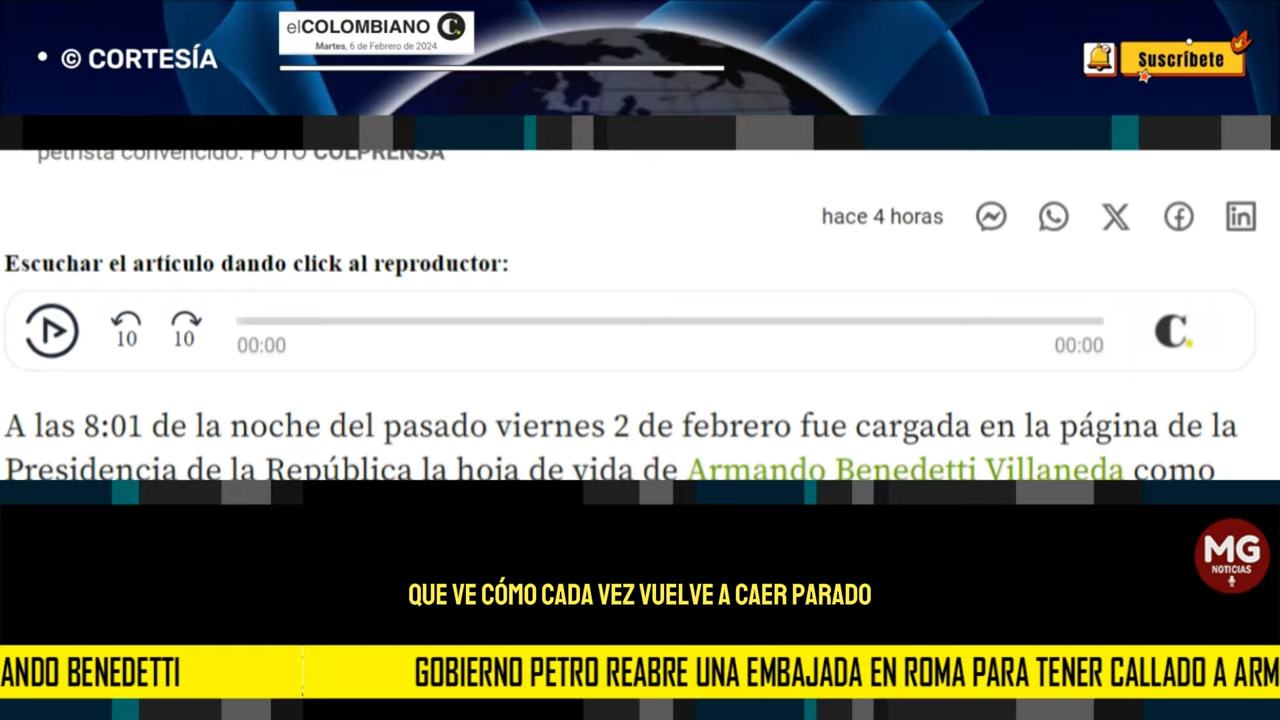 elCOLOMBIANO C.
Martes, 6 de Febrero de 2024
• © CORTESÍA
Suscríbete
petrista convencido. FOTO COLPRENSA
hace 4 horas
Escuchar el artículo dando click al reproductor:
10
10
00:00
00:00
C.
A las 8:01 de la noche del pasado viernes 2 de febrero fue cargada en la página de la
Presidencia de la República la hoja de vida de Armando Benedetti Villaneda como
MG
NOTICIAS
QUE VE CÓMO CADA VEZ VUELVE A CAER PARADO
ANDO BENEDETTI
GOBIERNO PETRO REABRE UNA EMBAJADA EN ROMA PARA TENER CALLADO A ARM